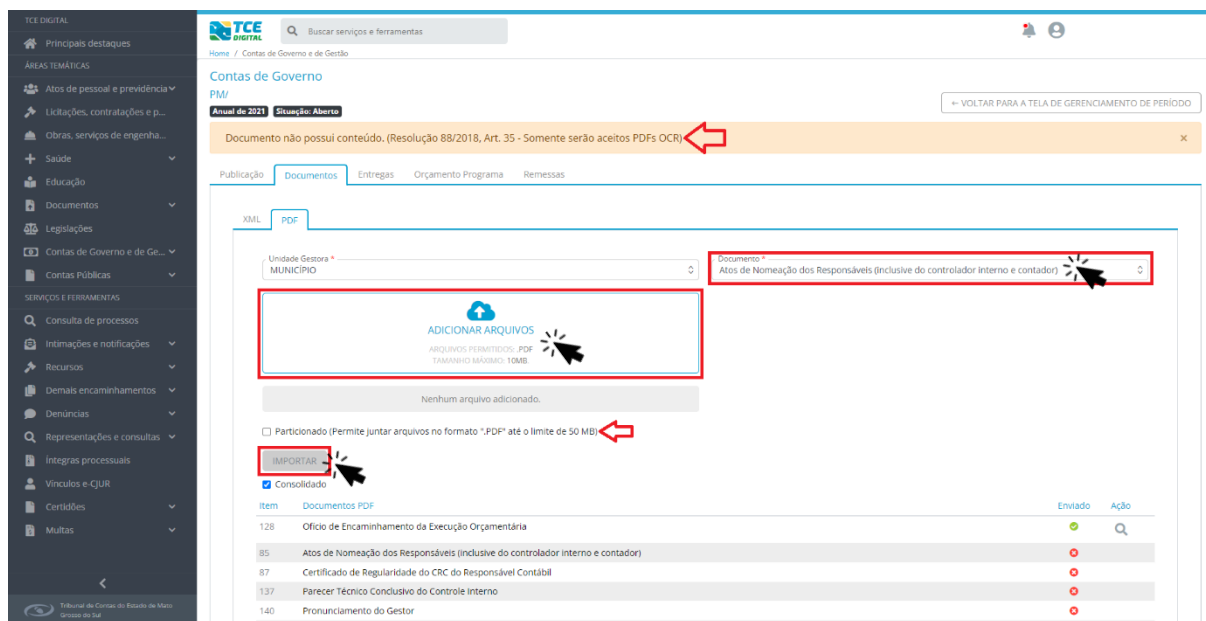 TCE DIGITAL
Principais destaques
ÁREAS TEMÁTICAS
Atos de pessoal e previdência
Licitações, contratações e p...
Obras, serviços de engenha...
Saúde
Educação
Documentos
Legislações
Contas de Governo e de Ge...
Contas Públicas
SERVIÇOS E FERRAMENTAS
Consulta de processos
Intimações e notificações
Recursos
Demais encaminhamentos
Denúncias
Representações e consultas
Íntegras processuais
Vínculos e-CJUR
Certidões
Multas
Tribunal de Contas do Estado de Mato
Grosso do Sul
TCE
DIGITAL
Buscar serviços e ferramentas
Home / Contas de Governo e de Gestão
Contas de Governo
PM/
Anual de 2021 Situação: Aberto
← VOLTAR PARA A TELA DE GERENCIAMENTO DE PERÍODO
Documento não possui conteúdo. (Resolução 88/2018, Art. 35 - Somente serão aceitos PDFs OCR) ×
Publicação Documentos Entregas Orçamento Programa Remessas
XML PDF
Unidade Gestora *
MUNICÍPIO
Documento *
Atos de Nomeação dos Responsáveis (inclusive do controlador interno e contador)
ADICIONAR ARQUIVOS
ARQUIVOS PERMITIDOS: .PDF
TAMANHO MÁXIMO: 10MB.
Nenhum arquivo adicionado.
Particionado (Permite juntar arquivos no formato ".PDF" até o limite de 50 MB)
IMPORTAR
Consolidado
Item Documentos PDF Enviado Ação
128 Ofício de Encaminhamento da Execução Orçamentária
85 Atos de Nomeação dos Responsáveis (inclusive do controlador interno e contador)
87 Certificado de Regularidade do CRC do Responsável Contábil
137 Parecer Técnico Conclusivo do Controle Interno
140 Pronunciamento do Gestor